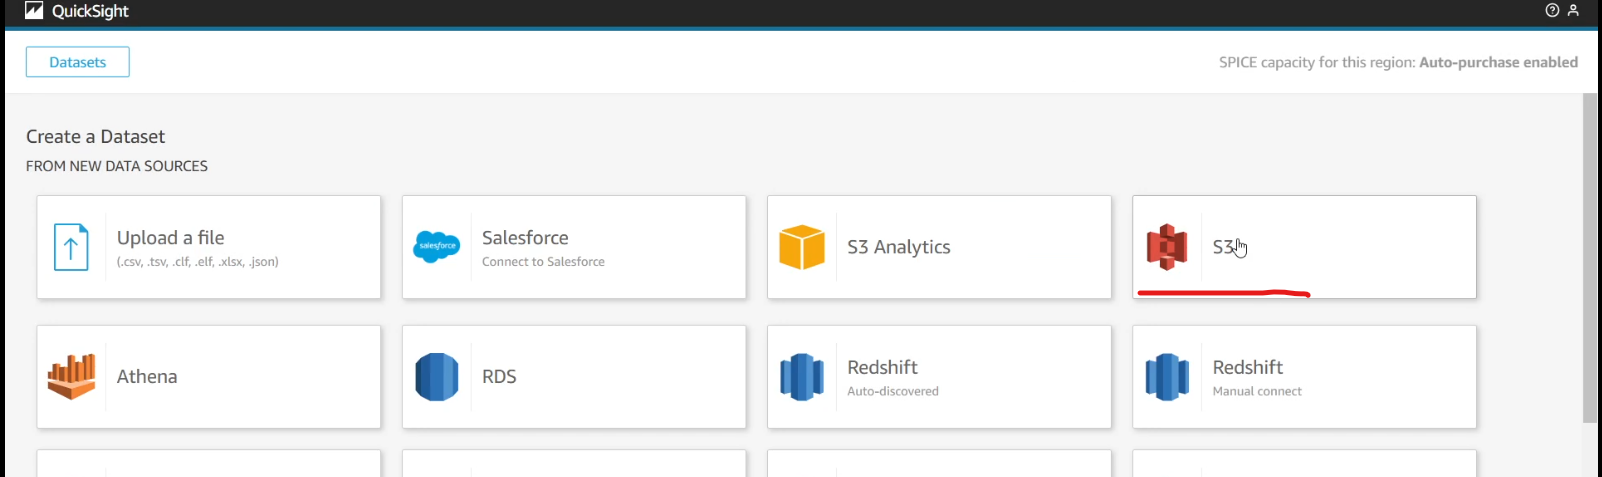 QuickSight
Datasets
SPICE capacity for this region: Auto-purchase enabled
Create a Dataset
FROM NEW DATA SOURCES
Upload a file
(.csv, .tsv, .clf, .elf, .xlsx, .json)
salesforce
Salesforce
Connect to Salesforce
S3 Analytics
S3
Athena
RDS
Redshift
Auto-discovered
Redshift
Manual connect